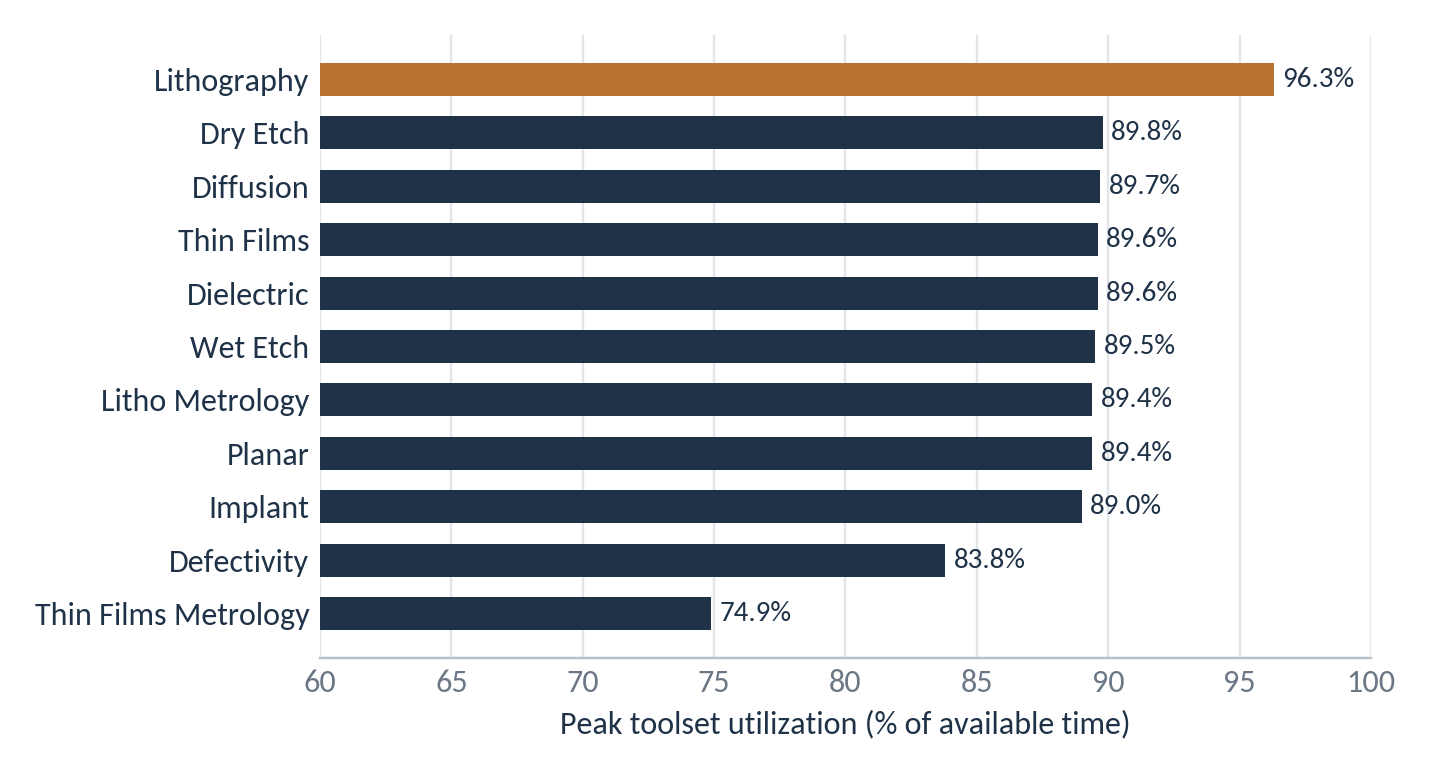 Lithography 96.3%
Dry Etch 89.8%
Diffusion 89.7%
Thin Films 89.6%
Dielectric 89.6%
Wet Etch 89.5%
Litho Metrology 89.4%
Planar 89.4%
Implant 89.0%
Defectivity 83.8%
Thin Films Metrology 74.9%
60 65 70 75 80 85 90 95 100
Peak toolset utilization (% of available time)